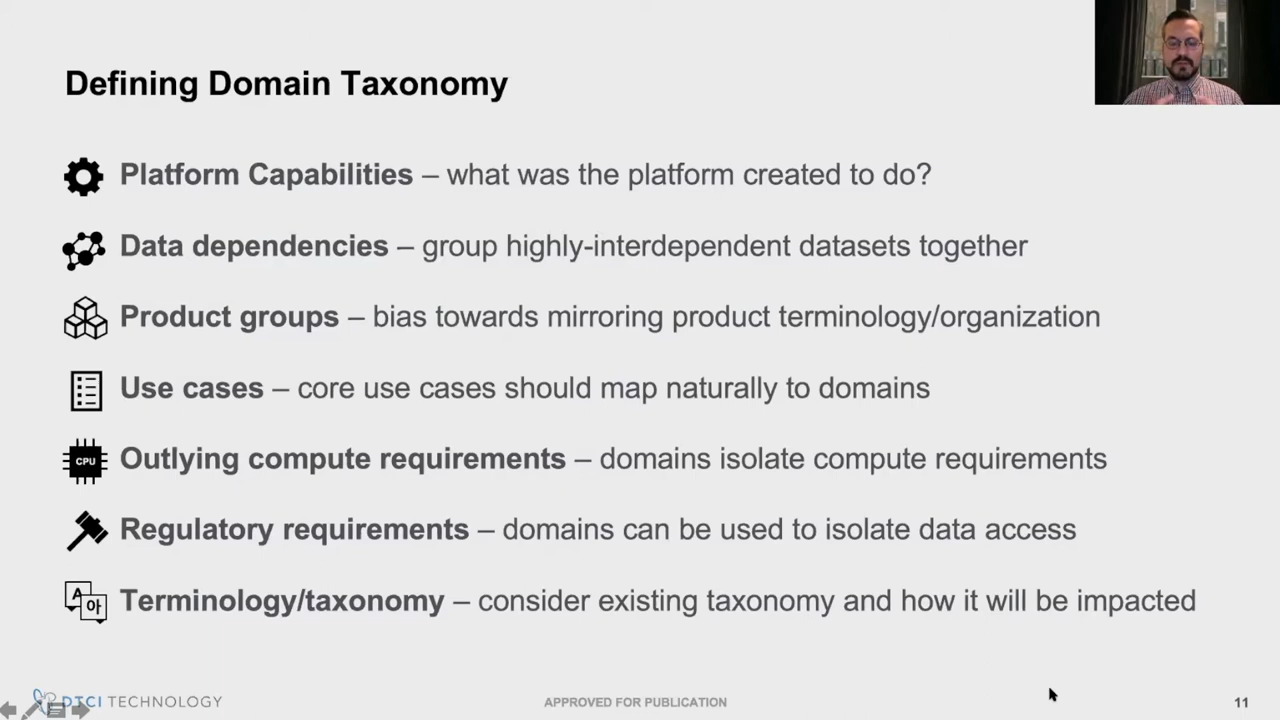 Defining Domain Taxonomy
Platform Capabilities – what was the platform created to do?
Data dependencies – group highly-interdependent datasets together
Product groups – bias towards mirroring product terminology/organization
Use cases – core use cases should map naturally to domains
CPU
Outlying compute requirements – domains isolate compute requirements
Regulatory requirements – domains can be used to isolate data access
A
아
Terminology/taxonomy – consider existing taxonomy and how it will be impacted
DTCI TECHNOLOGY
APPROVED FOR PUBLICATION
11